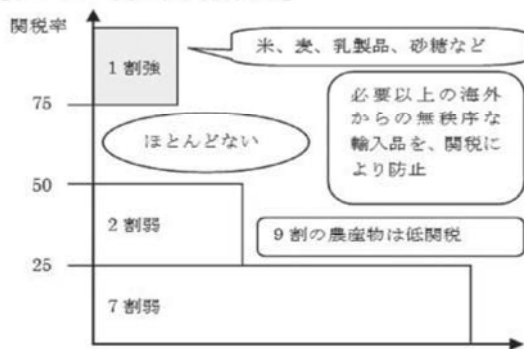 関税率
米、麦、乳製品、砂糖など
1割強
75
必要以上の海外
からの無秩序な
輸入品を、関税に
より防止
ほとんどない
50
2割弱
9割の農産物は低関税
25
7割弱